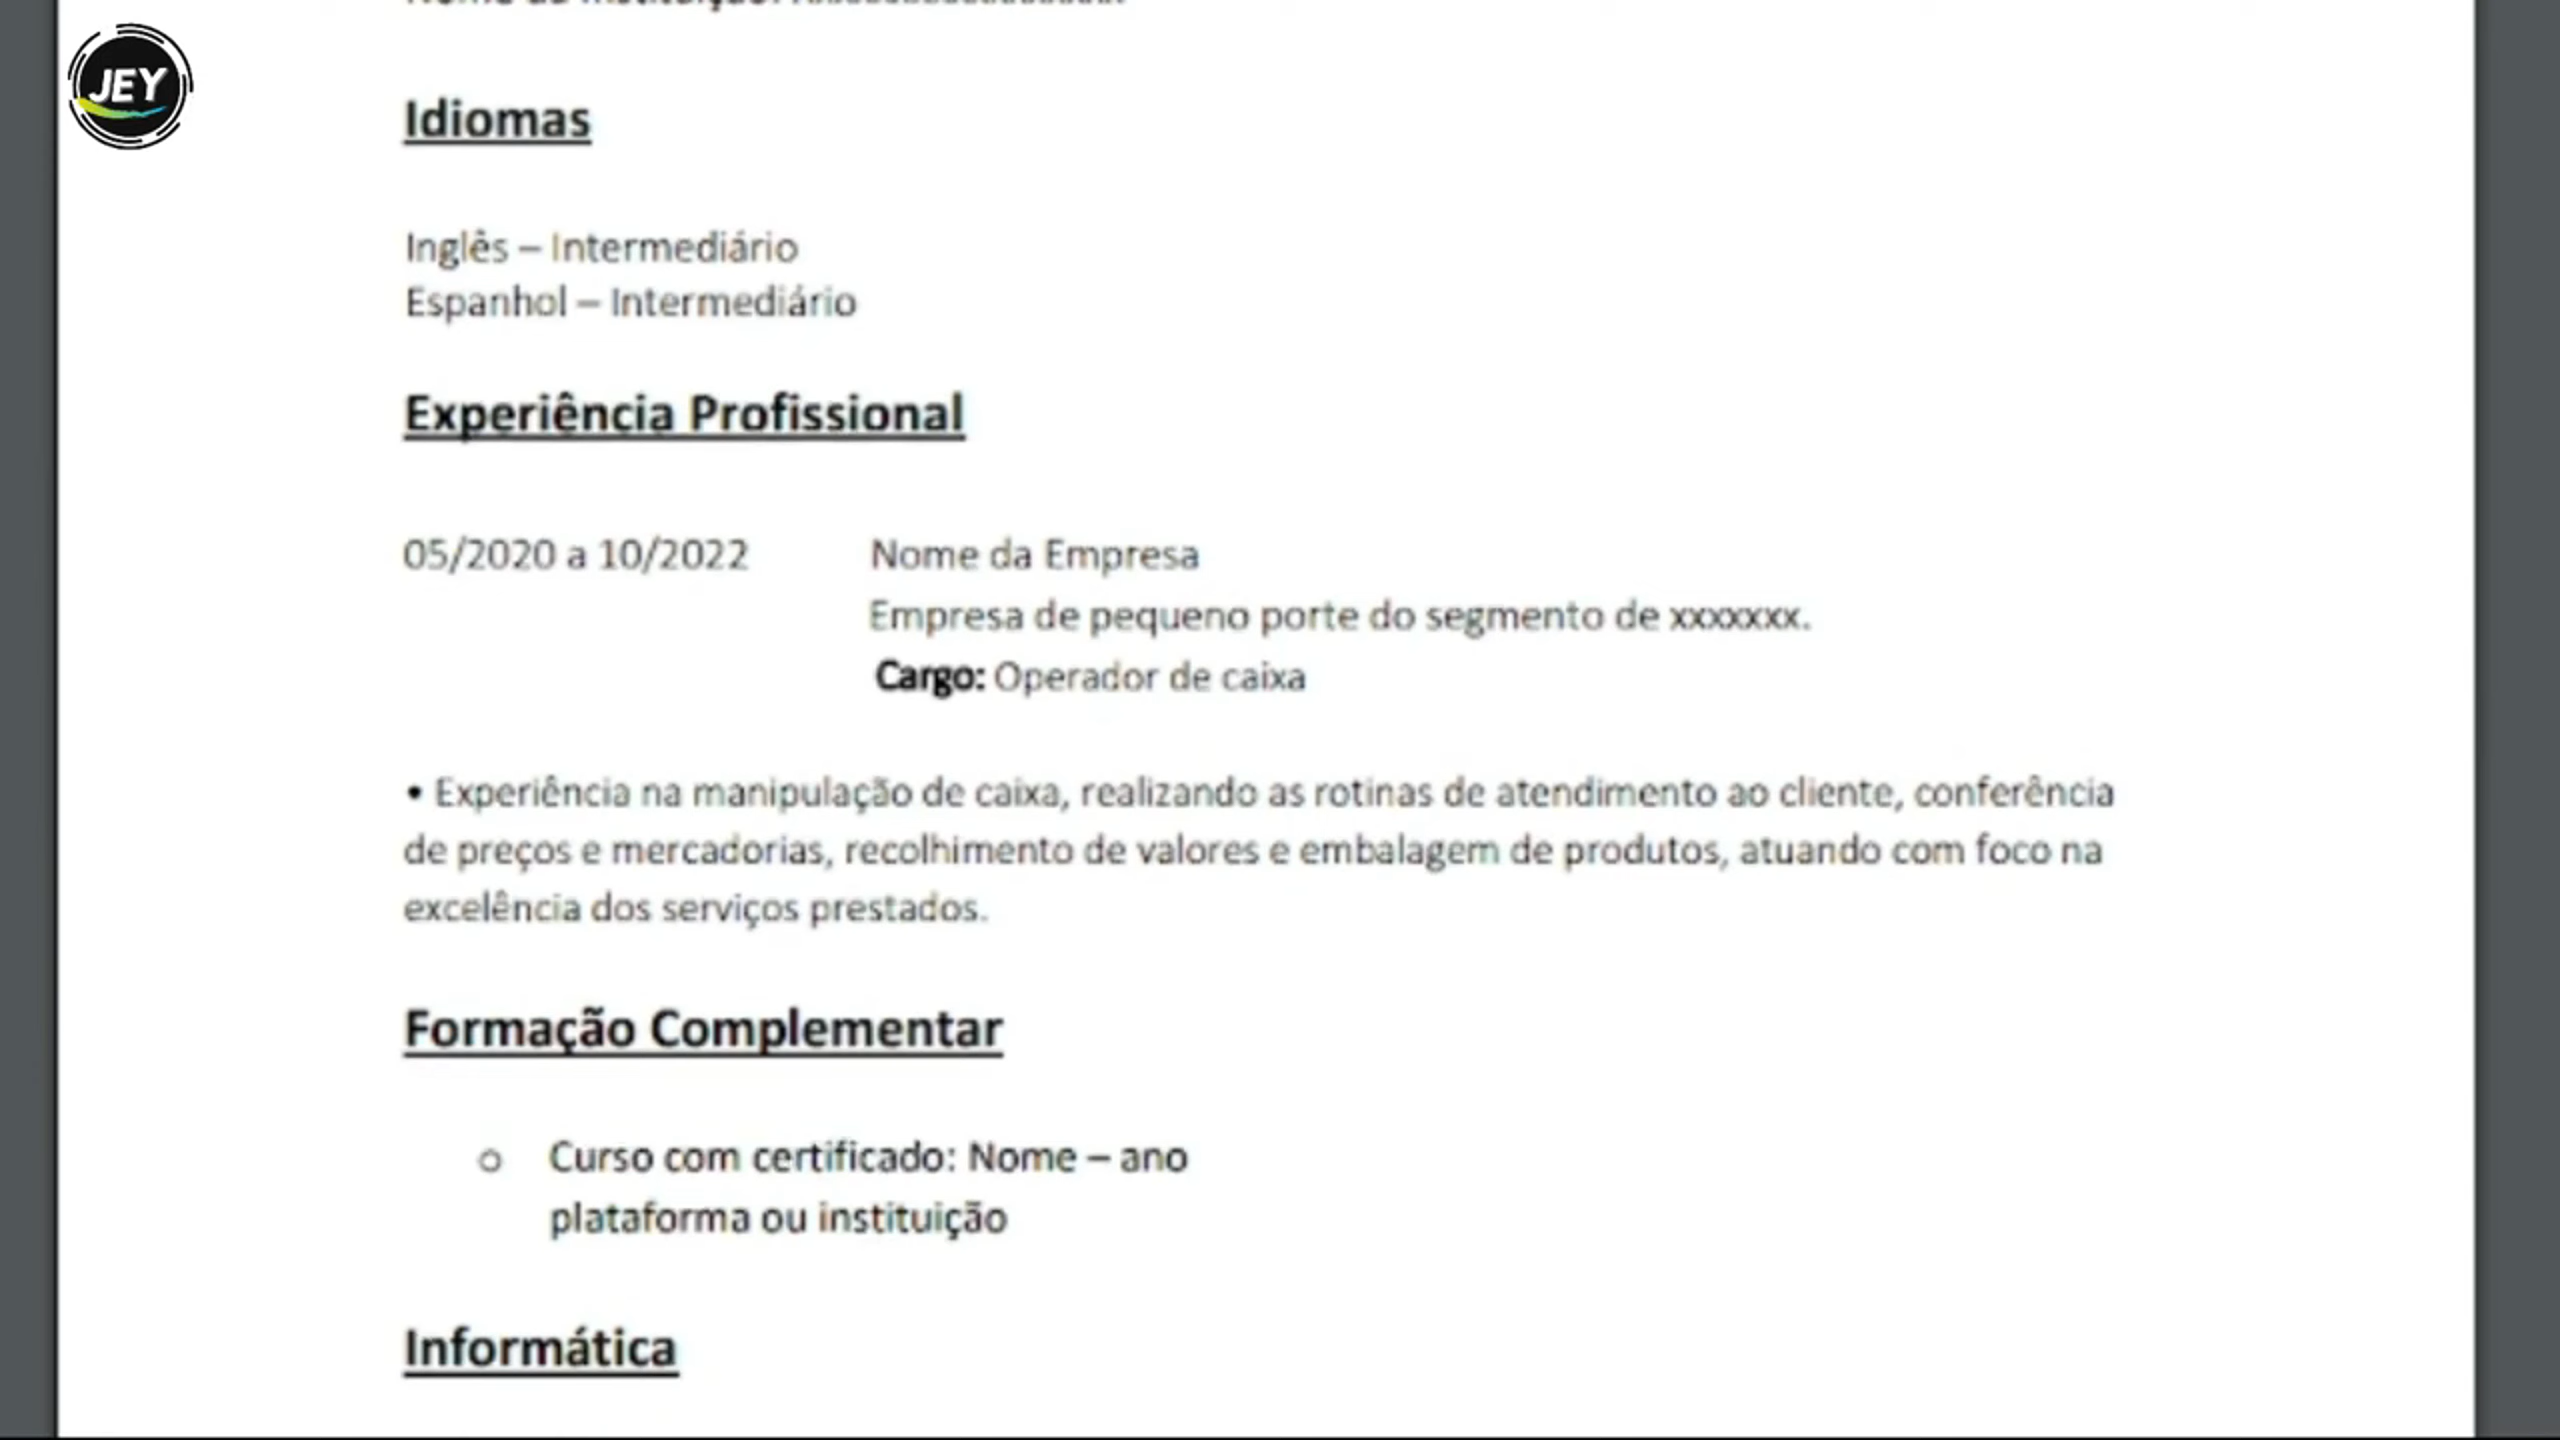 JEY
Idiomas
Inglês – Intermediário
Espanhol – Intermediário
Experiência Profissional
05/2020 a 10/2022 Nome da Empresa
Empresa de pequeno porte do segmento de xxxxxxx.
Cargo: Operador de caixa
• Experiência na manipulação de caixa, realizando as rotinas de atendimento ao cliente, conferência
de preços e mercadorias, recolhimento de valores e embalagem de produtos, atuando com foco na
excelência dos serviços prestados.
Formação Complementar
o Curso com certificado: Nome – ano
plataforma ou instituição
Informática